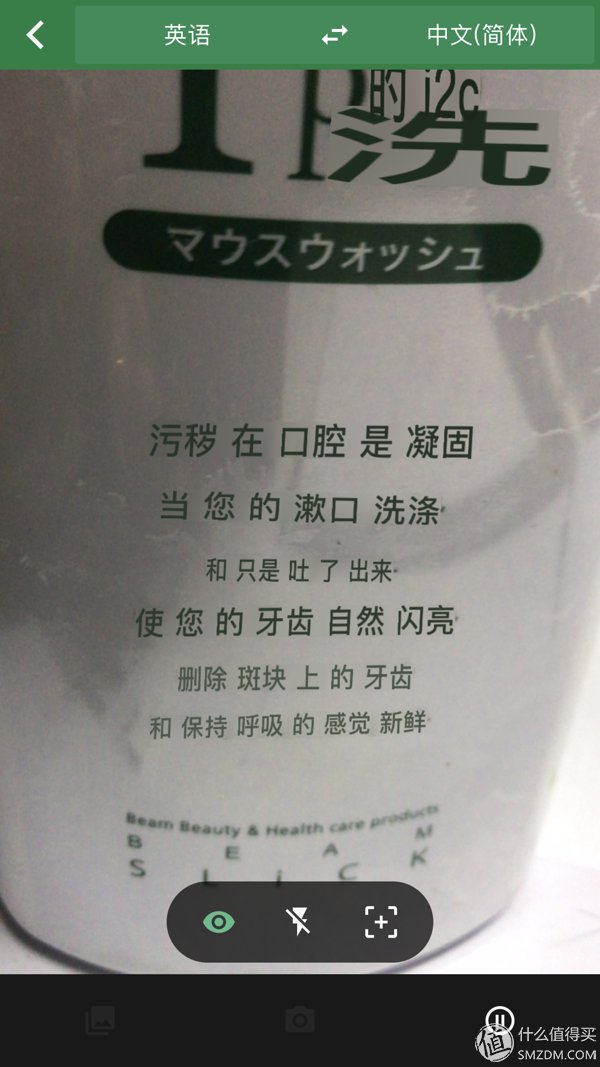 英语 中文(简体)
的 i2c
洗
マウスウォッシュ
污秽 在 口腔 是 凝固
当 您 的 漱口 洗涤
和 只是 吐 了 出来
使 您 的 牙齿 自然 闪亮
删除 斑块 上 的 牙齿
和 保持 呼吸 的 感觉 新鲜
Beam Beauty & Health care products
BEAM
SLiCK
值 什么值得买
SMZDM.COM